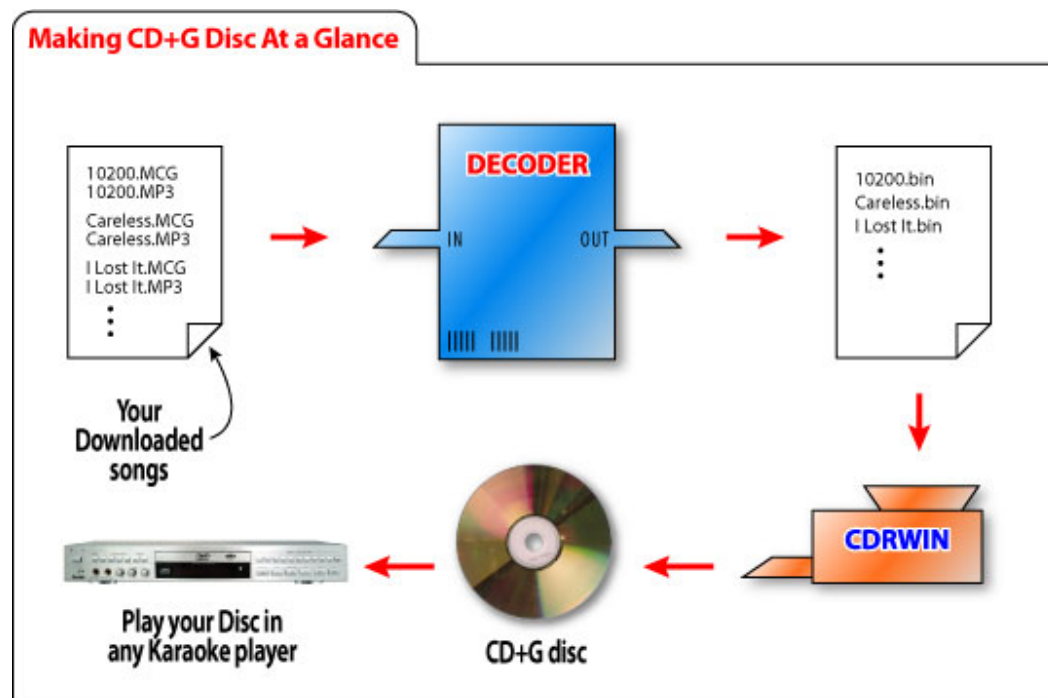 Making CD+G Disc At a Glance
10200.MCG
10200.MP3
Careless.MCG
Careless.MP3
I Lost It.MCG
I Lost It.MP3
Your
Downloaded
songs
DECODER
IN
OUT
10200.bin
Careless.bin
I Lost It.bin
CDRWIN
CD+G disc
Play your Disc in
any Karaoke player